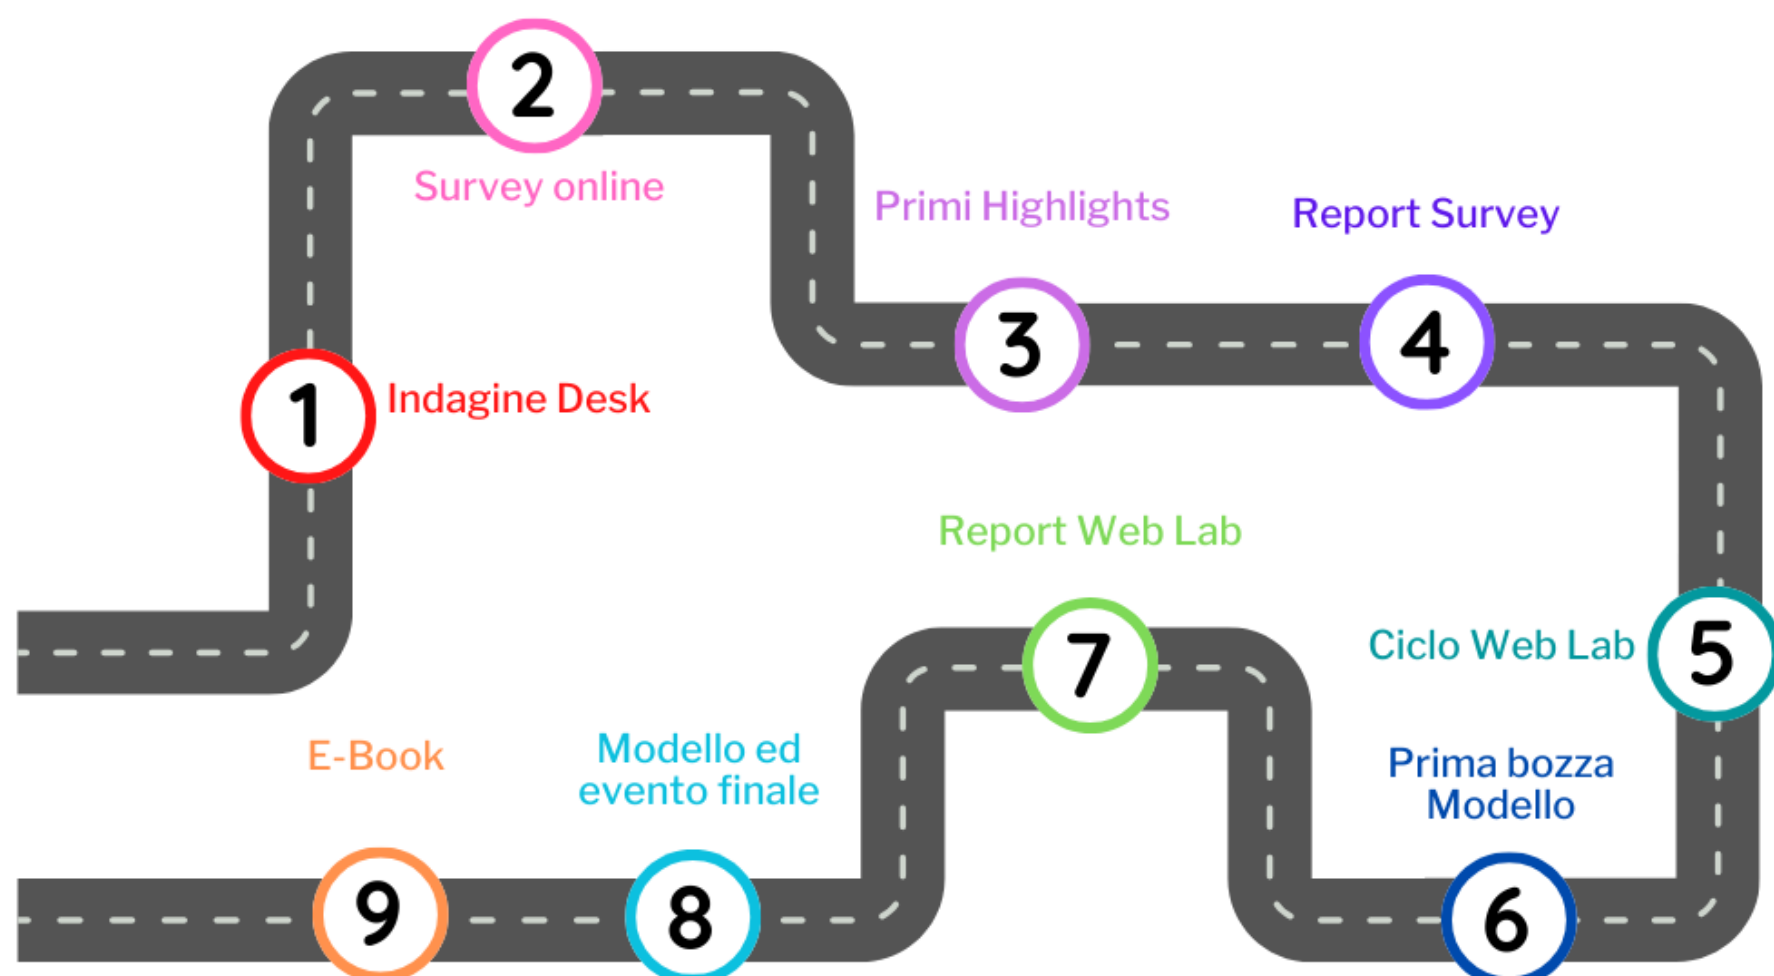 1
Indagine Desk
2
Survey online
3
Primi Highlights
4
Report Survey
5
Ciclo Web Lab
6
Prima bozza
Modello
7
Report Web Lab
8
Modello ed
evento finale
9
E-Book